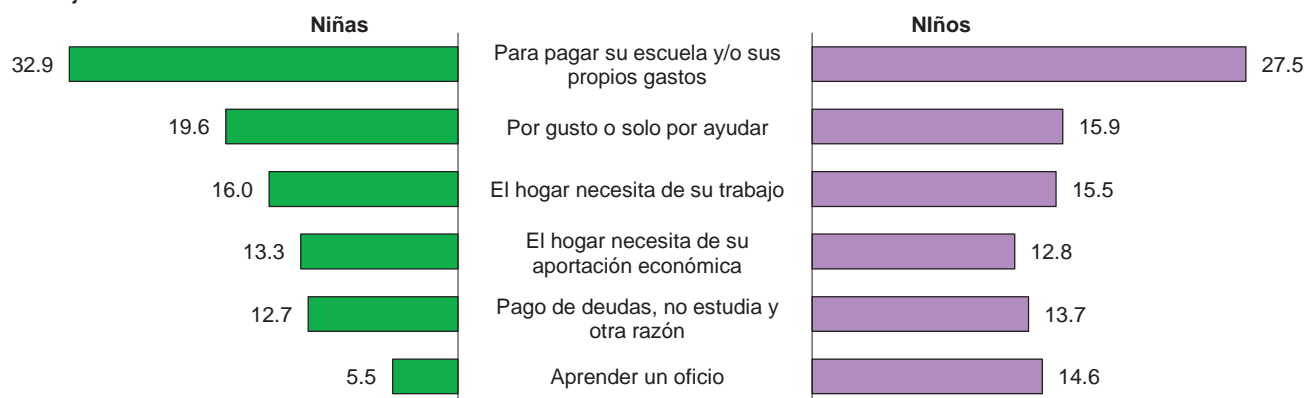 Niñas NIños
32.9 Para pagar su escuela y/o sus propios gastos 27.5
19.6 Por gusto o solo por ayudar 15.9
16.0 El hogar necesita de su trabajo 15.5
13.3 El hogar necesita de su aportación económica 12.8
12.7 Pago de deudas, no estudia y otra razón 13.7
5.5 Aprender un oficio 14.6